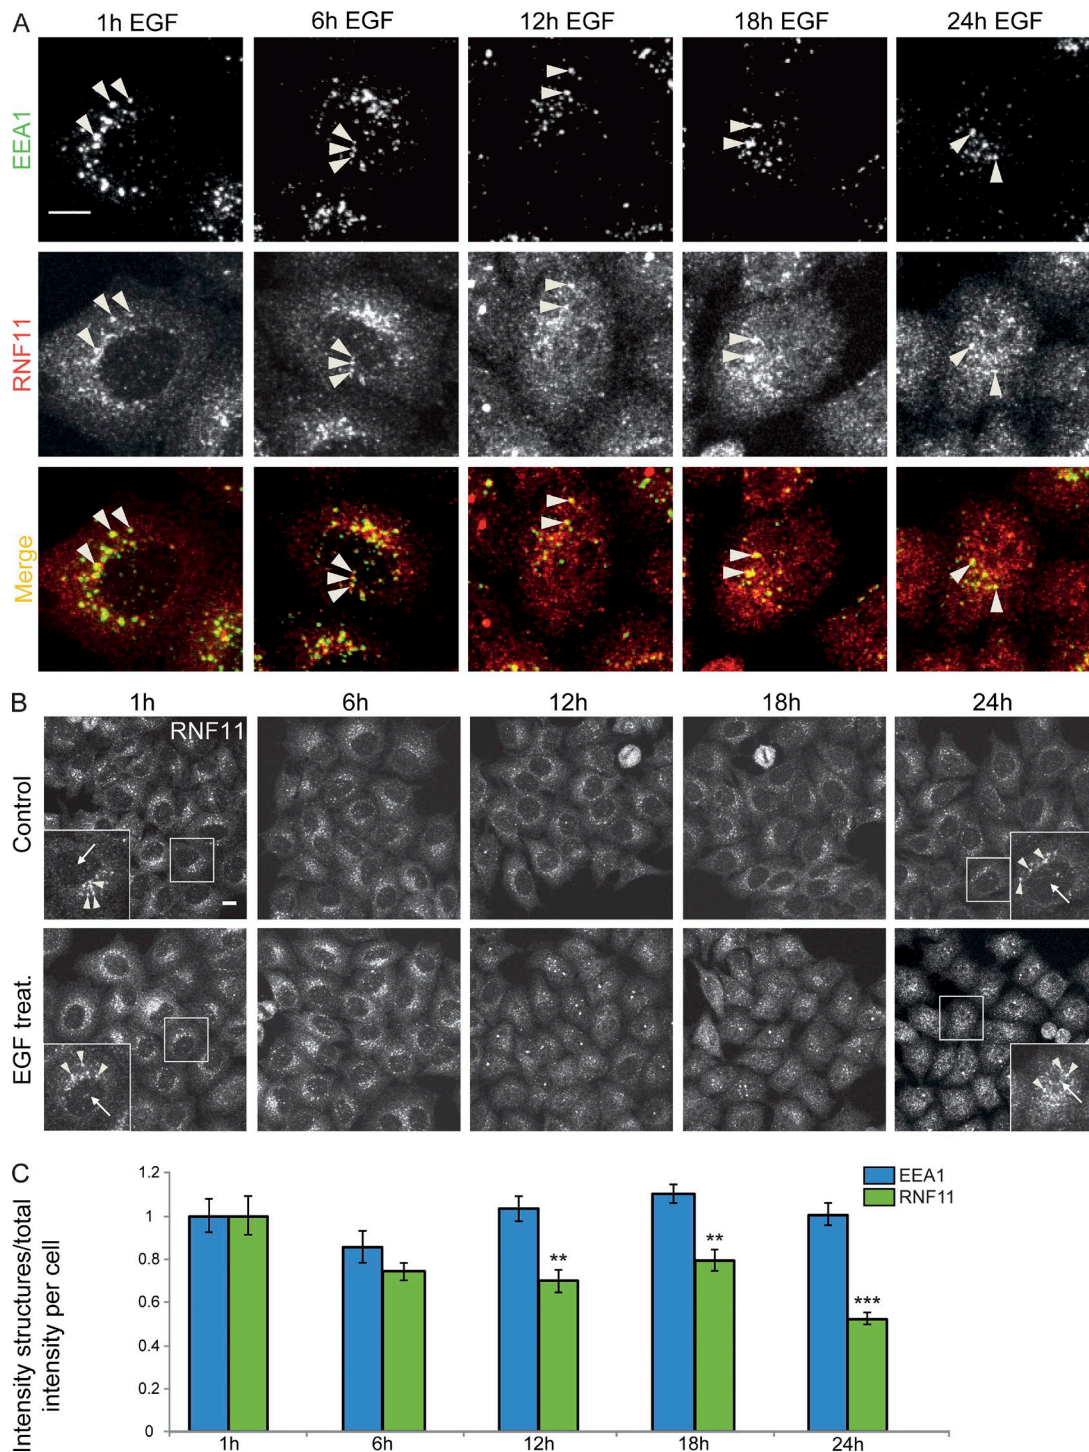 A
1h EGF
6h EGF
12h EGF
18h EGF
24h EGF
EEA1
RNF11
Merge
B
1h
6h
12h
18h
24h
RNF11
Control
EGF treat.
C
Intensity structures/total
intensity per cell
1.2
1
0.8
0.6
0.4
0.2
0
**
**
***
EEA1
RNF11
1h
6h
12h
18h
24h